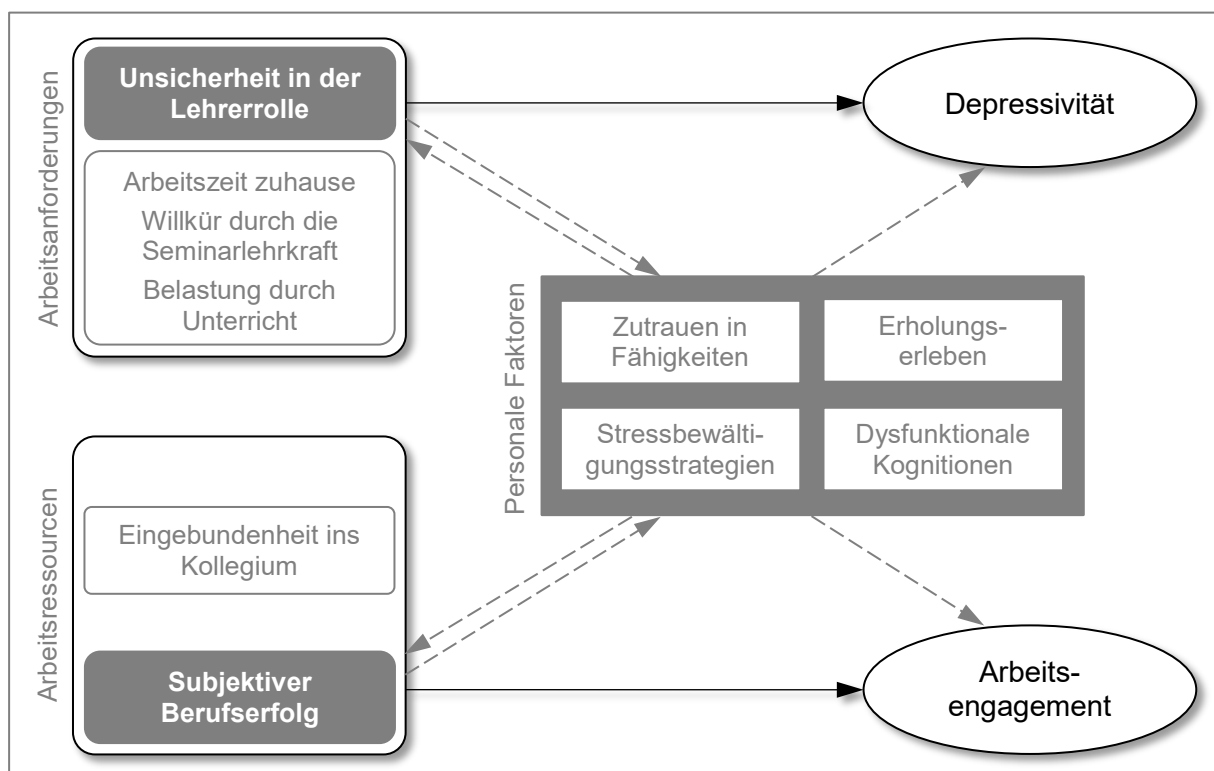 Arbeitsanforderungen
Unsicherheit in der
Lehrerrolle
Arbeitszeit zuhause
Willkür durch die
Seminarlehrkraft
Belastung durch
Unterricht
Depressivität
Personale Faktoren
Zutrauen in
Fähigkeiten
Erholungs-
erleben
Stressbewälti-
gungsstrategien
Dysfunktionale
Kognitionen
Arbeitsressourcen
Eingebundenheit ins
Kollegium
Subjektiver
Berufserfolg
Arbeits-
engagement